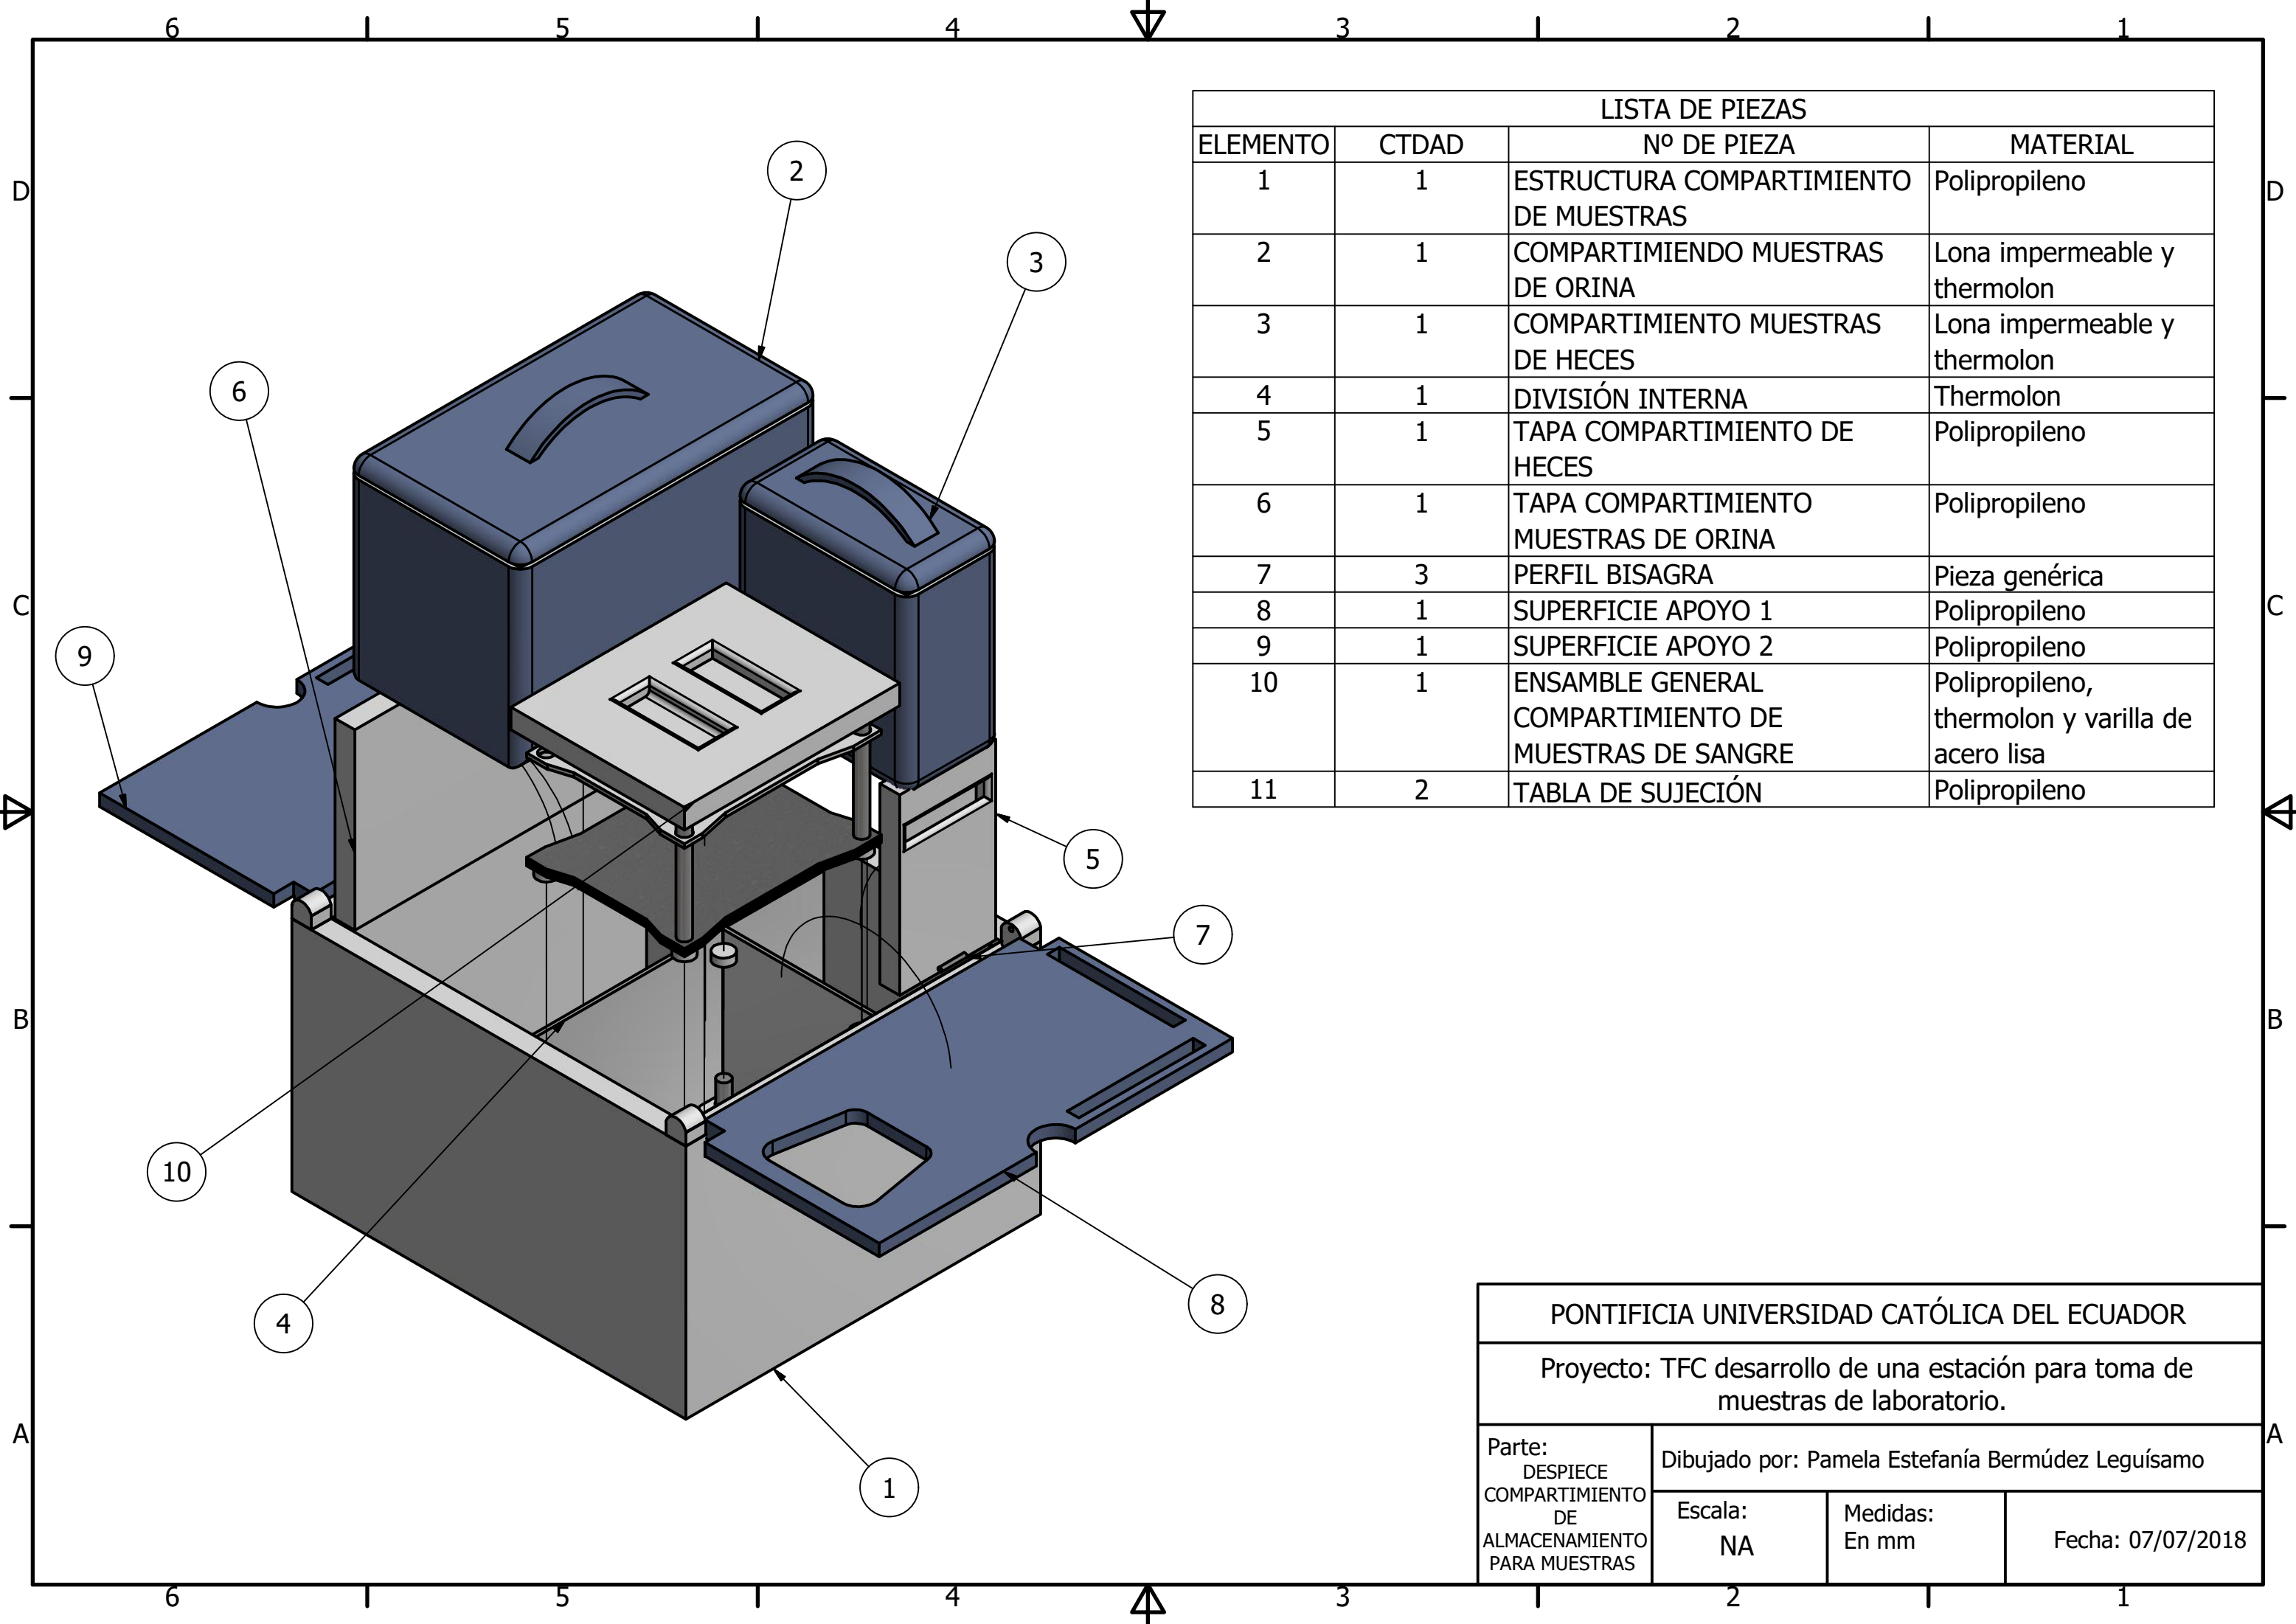 6 5 4 3 2 1
LISTA DE PIEZAS
ELEMENTO CTDAD Nº DE PIEZA MATERIAL
1 1 ESTRUCTURA COMPARTIMIENTO Polipropileno
DE MUESTRAS
2 1 COMPARTIMIENDO MUESTRAS Lona impermeable y
DE ORINA thermolon
3 1 COMPARTIMIENTO MUESTRAS Lona impermeable y
DE HECES thermolon
4 1 DIVISIÓN INTERNA Thermolon
5 1 TAPA COMPARTIMIENTO DE Polipropileno
HECES
6 1 TAPA COMPARTIMIENTO Polipropileno
MUESTRAS DE ORINA
7 3 PERFIL BISAGRA Pieza genérica
8 1 SUPERFICIE APOYO 1 Polipropileno
9 1 SUPERFICIE APOYO 2 Polipropileno
10 1 ENSAMBLE GENERAL Polipropileno,
COMPARTIMIENTO DE thermolon y varilla de
MUESTRAS DE SANGRE acero lisa
11 2 TABLA DE SUJECIÓN Polipropileno
D D
2
3
6
C C
9
5
7
B B
10
8
4
1
A A
PONTIFICIA UNIVERSIDAD CATÓLICA DEL ECUADOR
Proyecto: TFC desarrollo de una estación para toma de
muestras de laboratorio.
Parte:
DESPIECE
COMPARTIMIENTO
DE
ALMACENAMIENTO
PARA MUESTRAS
Dibujado por: Pamela Estefanía Bermúdez Leguísamo
Escala:
NA
Medidas:
En mm
Fecha: 07/07/2018
6 5 4 3 2 1